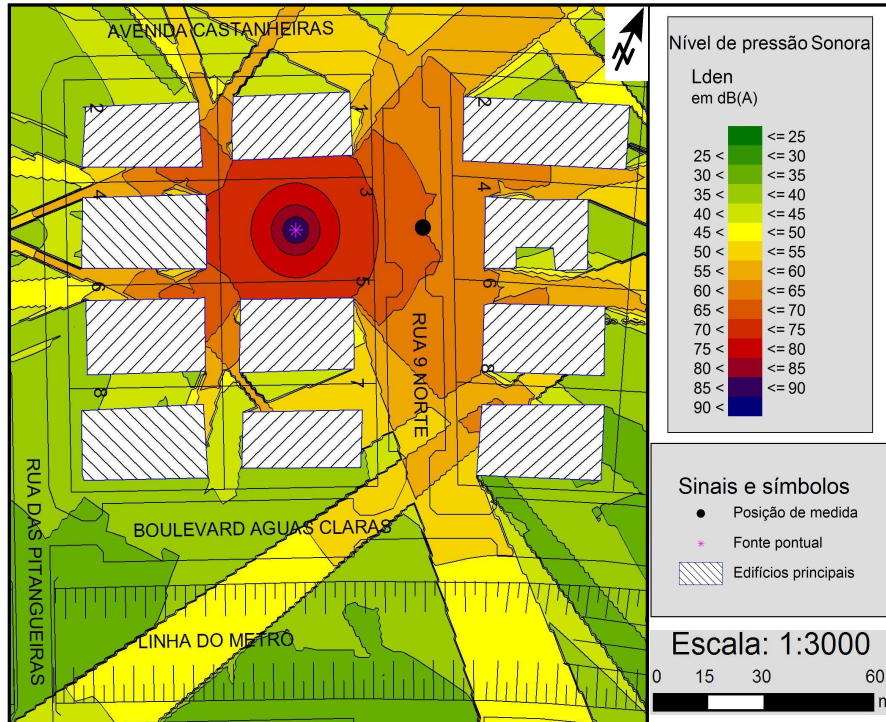 AVENIDA CASTANHEIRAS
N
2
1
2
4
3
4
6
5
6
8
7
8
RUA 9 NORTE
RUA DAS PITANGUEIRAS
BOULEVARD AGUAS CLARAS
LINHA DO METRÔ
Nível de pressão Sonora
Lden
em dB(A)
<= 25
25 < <= 30
30 < <= 35
35 < <= 40
40 < <= 45
45 < <= 50
50 < <= 55
55 < <= 60
60 < <= 65
65 < <= 70
70 < <= 75
75 < <= 80
80 < <= 85
85 < <= 90
90 <
Sinais e símbolos
Posição de medida
Fonte pontual
Edifícios principais
Escala: 1:3000
0 15 30 60
m